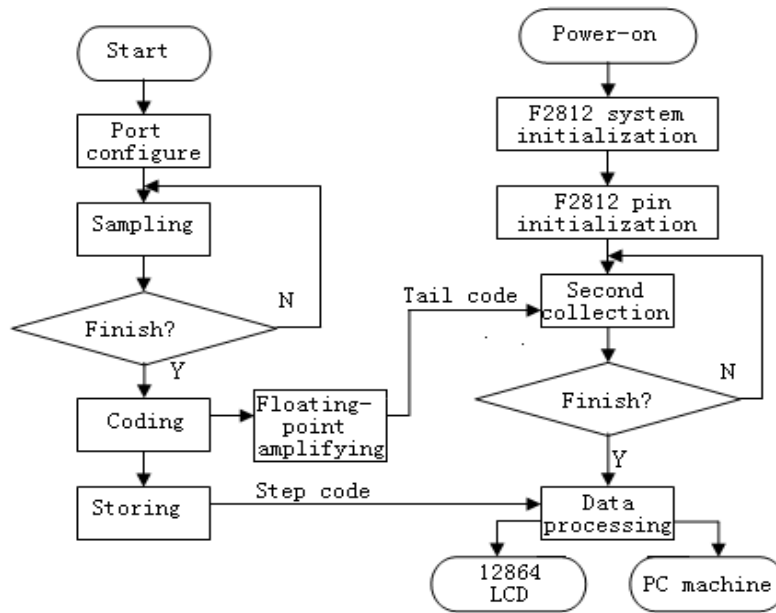 Start
Port
configure
Sampling
N
Finish?
Y
Coding
Floating-
point
amplifying
Storing
Step code
Tail code
Power-on
F2812 system
initialization
F2812 pin
initialization
Second
collection
N
Finish?
Y
Data
processing
12864
LCD
PC machine